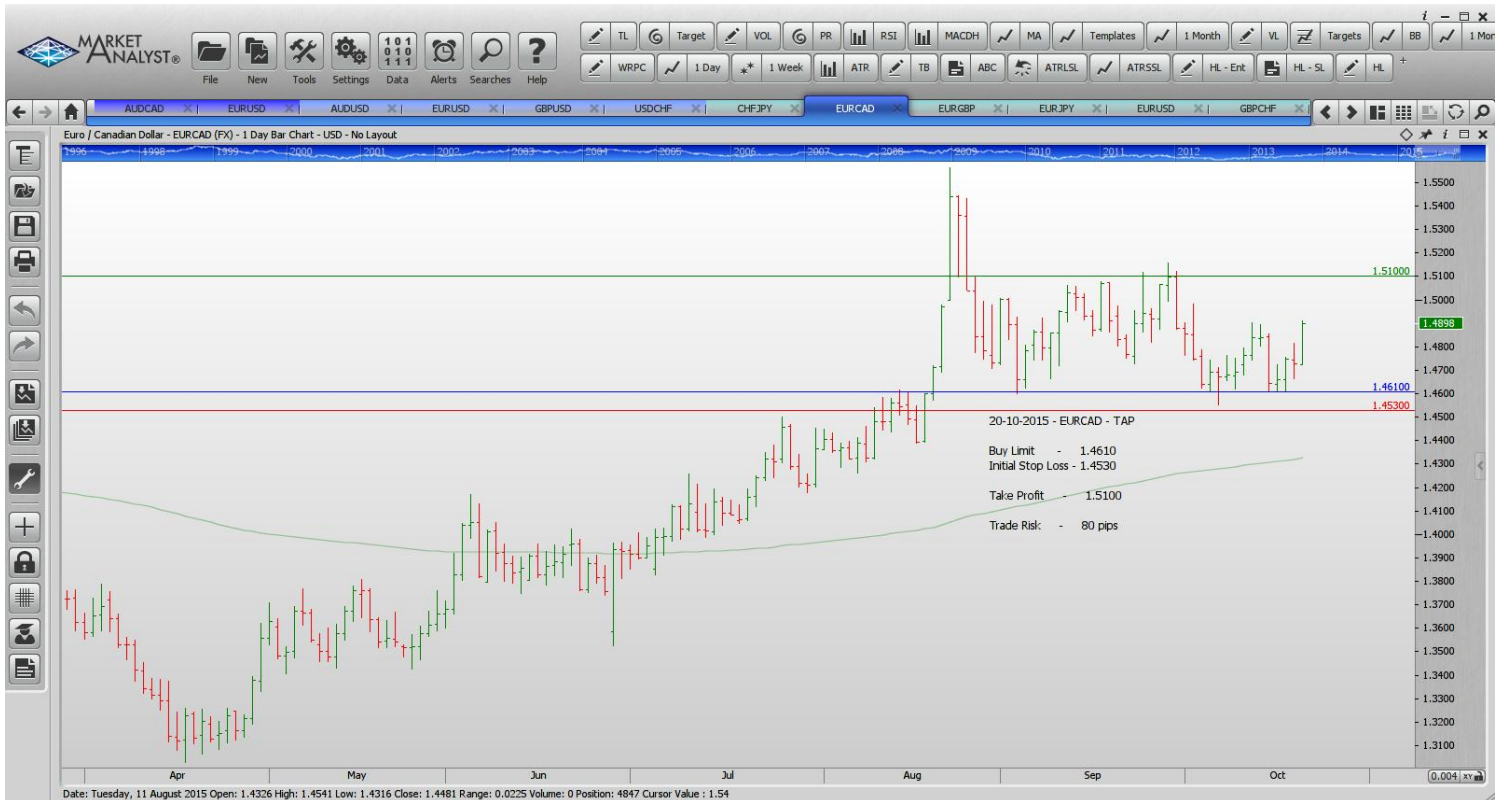 i
MARKET
ANALYST®
File New Tools Settings Data Alerts Searches Help
TL Target VOL PR RSI MACDH MA Templates 1 Month VL Targets BB 1 Mon
WRPC 1 Day 1 Week ATR TB ABC ATRLSL ATRSSL HL - Ent HL - SL HL +
AUDCAD EURUSD AUDUSD EURUSD GBPUSD USDCHF CHFJPY EURCAD EURGBP EURJPY EURUSD GBPCHF
Euro / Canadian Dollar - EURCAD (FX) - 1 Day Bar Chart - USD - No Layout
1996 1998 1999 2000 2001 2002 2003 2004 2005 2006 2007 2008 2009 2010 2011 2012 2013 2014 2015
1.5500
1.5400
1.5300
1.5200
1.51000
1.5100
1.5000
1.4898
1.4800
1.4700
1.46100
1.4600
1.45300
1.4500
20-10-2015 - EURCAD - TAP
1.4400
Buy Limit - 1.4610
Initial Stop Loss - 1.4530
1.4300
1.4200
Take Profit - 1.5100
1.4100
Trade Risk - 80 pips
1.4000
1.3900
1.3800
1.3700
1.3600
1.3500
1.3400
1.3300
1.3200
1.3100
Apr May Jun Jul Aug Sep Oct
0.004 XY
Date: Tuesday, 11 August 2015 Open: 1.4326 High: 1.4541 Low: 1.4316 Close: 1.4481 Range: 0.0225 Volume: 0 Position: 4847 Cursor Value : 1.54